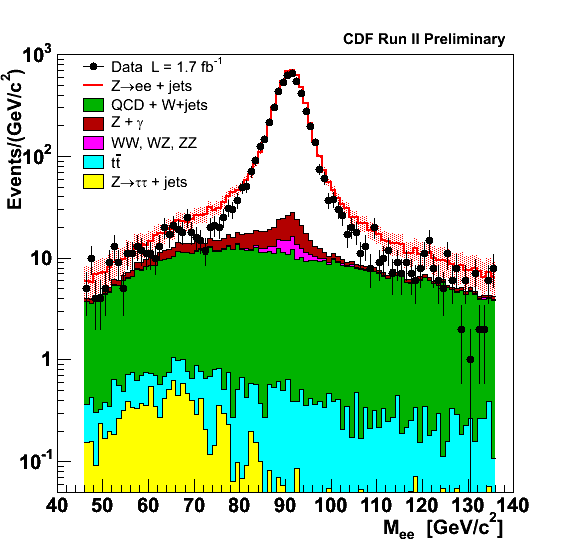 CDF Run II Preliminary
Events/(GeV/c²)
10³
10²
10
1
10⁻¹
Data L = 1.7 fb⁻¹
Z→ee + jets
QCD + W+jets
Z + γ
WW, WZ, ZZ
tt̄
Z→ττ + jets
40 50 60 70 80 90 100 110 120 130 140
Mₑₑ [GeV/c²]